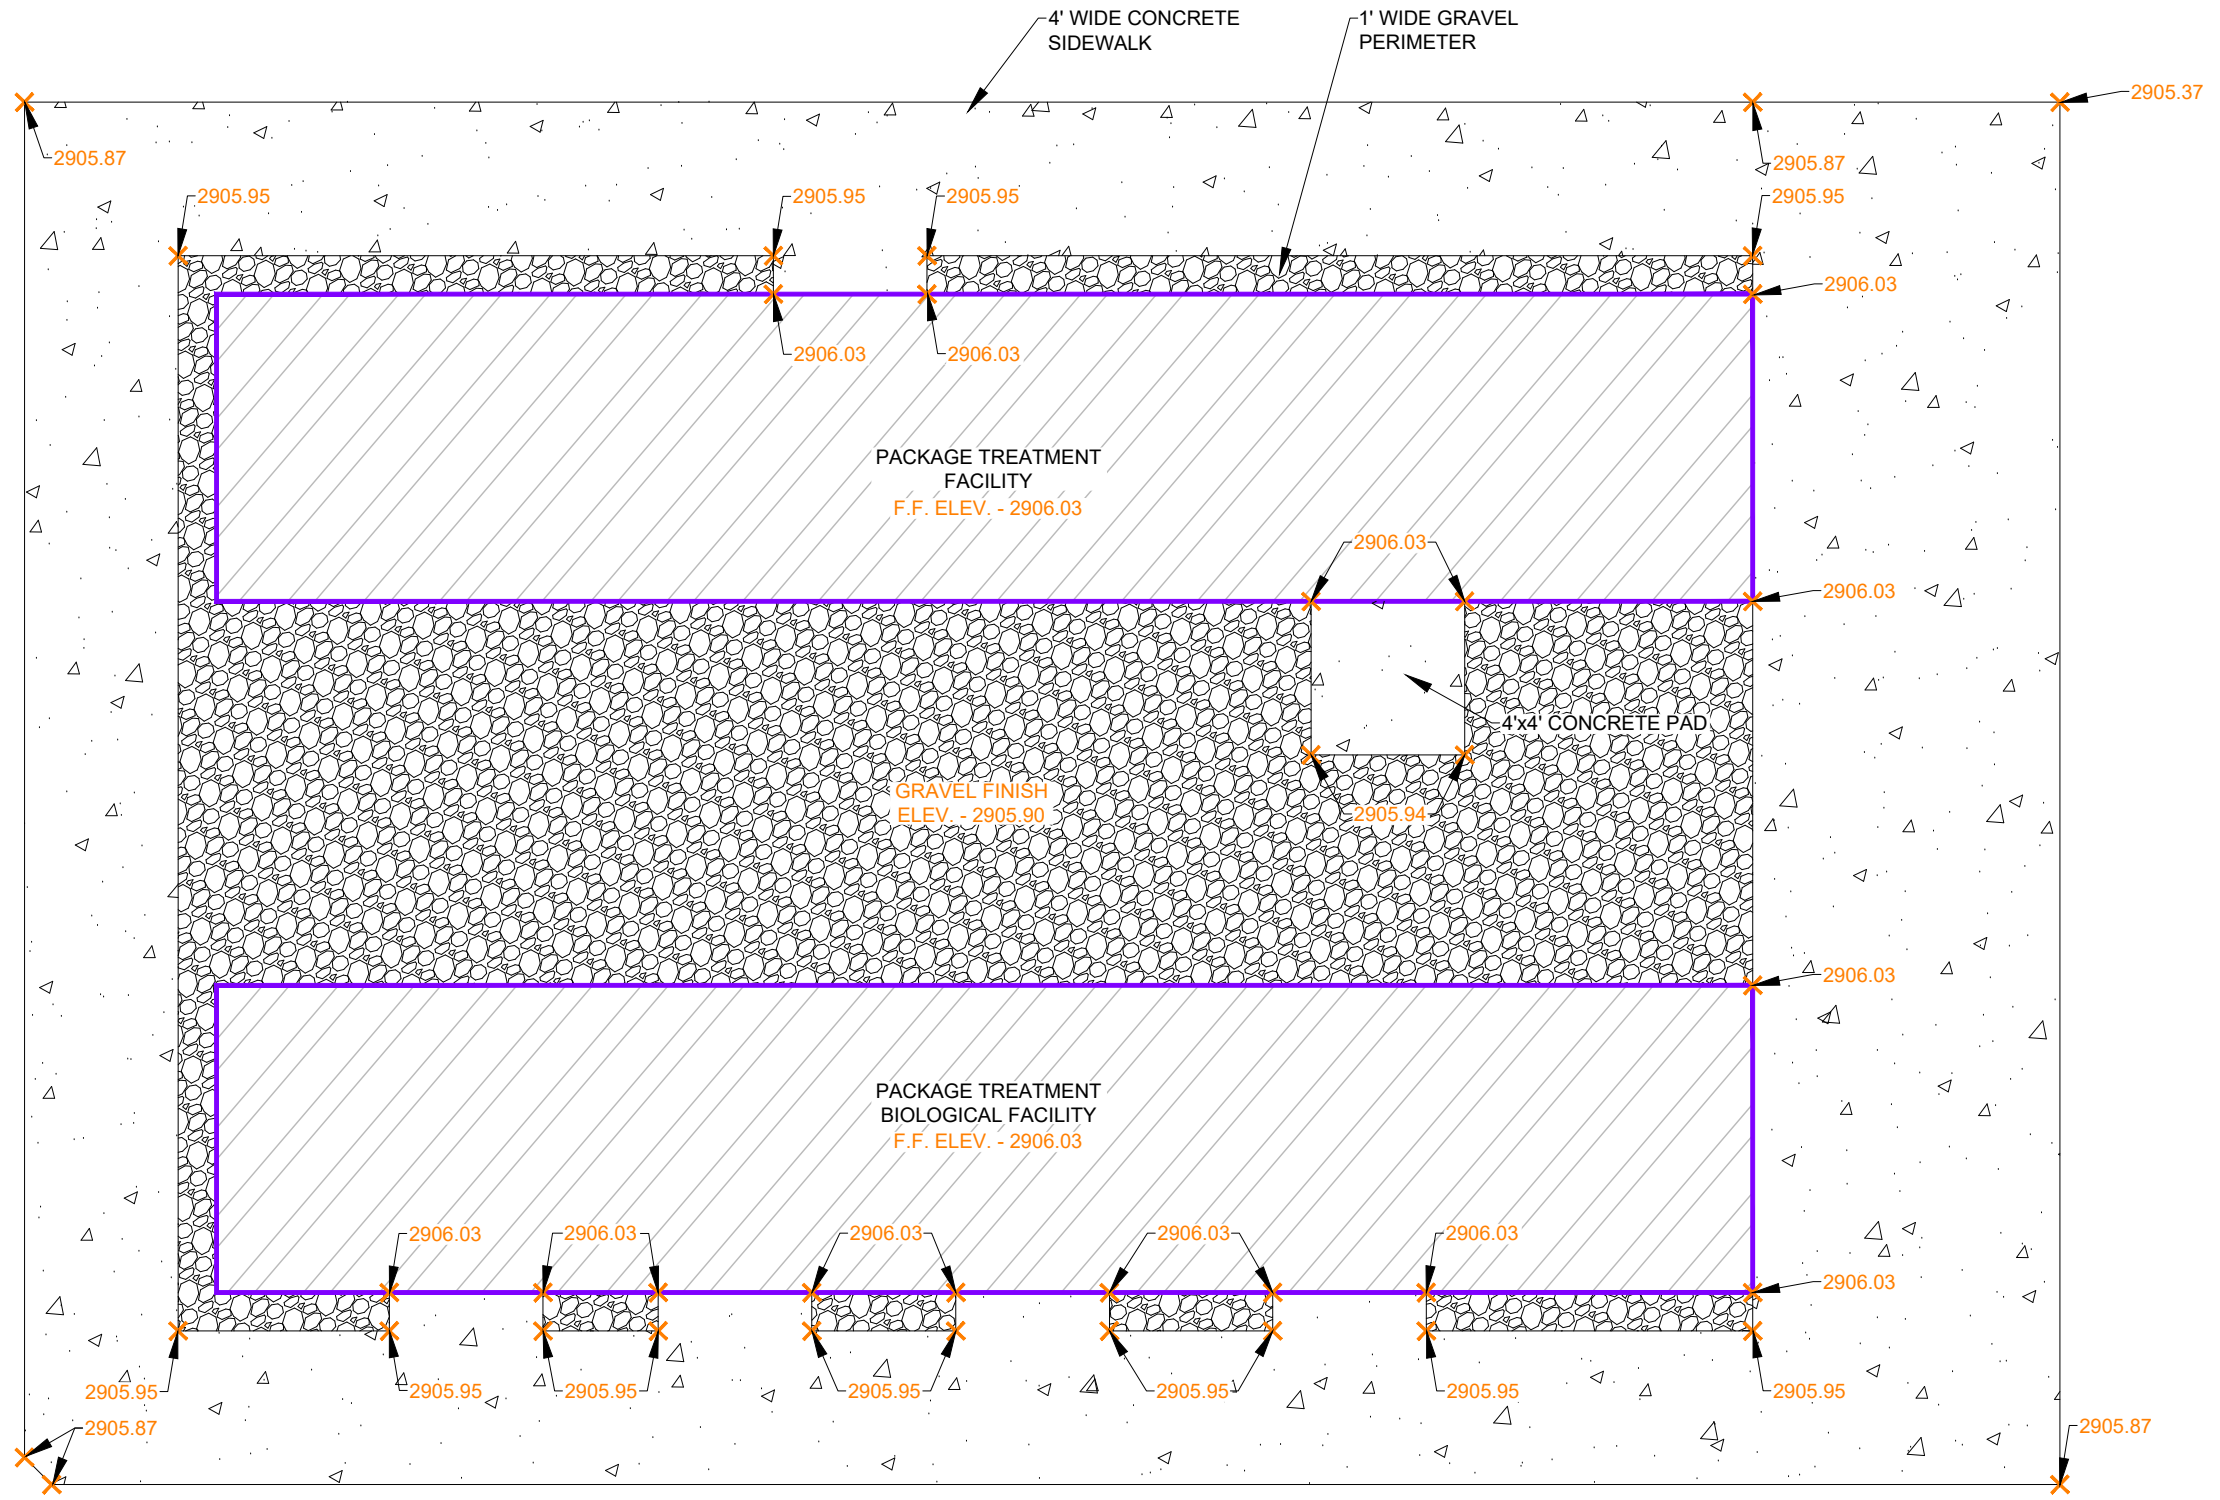 4' WIDE CONCRETE
SIDEWALK
1' WIDE GRAVEL
PERIMETER
2905.37
2905.87
2905.87
2905.95
2905.95
2905.95
2905.95
2906.03
2906.03
2906.03
PACKAGE TREATMENT
FACILITY
F.F. ELEV. - 2906.03
2906.03
2906.03
4'x4' CONCRETE PAD
GRAVEL FINISH
ELEV. - 2905.90
2905.94
2906.03
PACKAGE TREATMENT
BIOLOGICAL FACILITY
F.F. ELEV. - 2906.03
2906.03
2906.03
2906.03
2906.03
2906.03
2906.03
2905.95
2905.95
2905.95
2905.95
2905.95
2905.95
2905.95
2905.87
2905.87